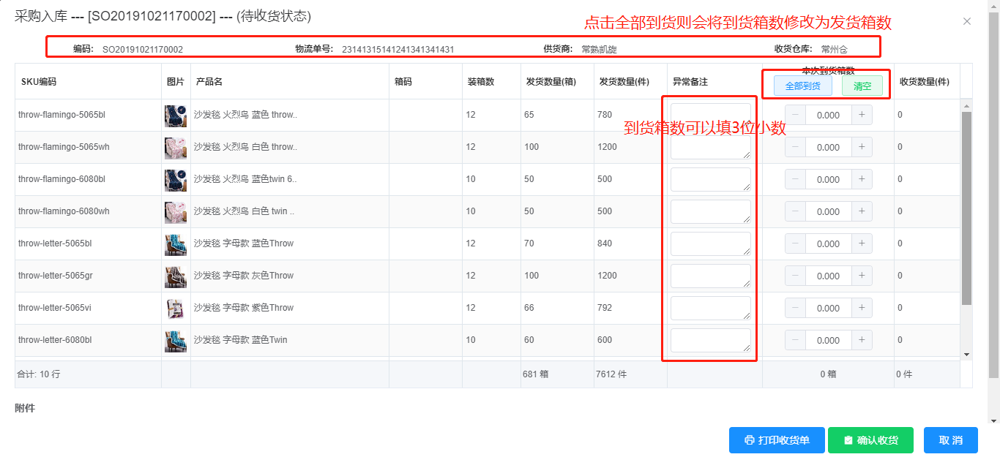 采购入库 --- [SO20191021170002] --- (待收货状态)
点击全部到货则会将到货箱数修改为发货箱数
编码: SO20191021170002 物流单号: 23141315141241341341431 供货商: 常熟凯旋 收货仓库: 常州仓
SKU编码 图片 产品名 箱码 装箱数 发货数量(箱) 发货数量(件) 异常备注 本次到货箱数 收货数量(件)
全部到货 清空
throw-flamingo-5065bl 沙发毯 火烈鸟 蓝色 throw.. 12 65 780 0.000 0
到货箱数可以填3位小数
throw-flamingo-5065wh 沙发毯 火烈鸟 白色 throw.. 12 100 1200 0.000 0
throw-flamingo-6080bl 沙发毯 火烈鸟 蓝色twin 6.. 10 50 500 0.000 0
throw-flamingo-6080wh 沙发毯 火烈鸟 白色 twin .. 10 50 500 0.000 0
throw-letter-5065bl 沙发毯 字母款 蓝色Throw 12 70 840 0.000 0
throw-letter-5065gr 沙发毯 字母款 灰色Throw 12 100 1200 0.000 0
throw-letter-5065vi 沙发毯 字母款 紫色Throw 12 66 792 0.000 0
throw-letter-6080bl 沙发毯 字母款 蓝色Twin 10 60 600 0.000 0
合计: 10 行 681 箱 7612 件 0 箱 0 件
附件
打印收货单 确认收货 取 消